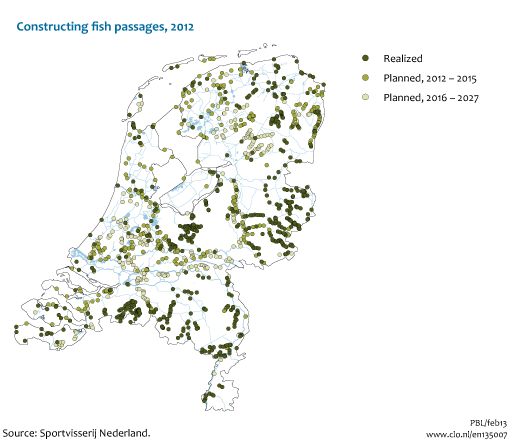 Constructing fish passages, 2012
Realized
Planned, 2012 – 2015
Planned, 2016 – 2027
PBL/feb13
Source: Sportvisserij Nederland.
www.clo.nl/en135007